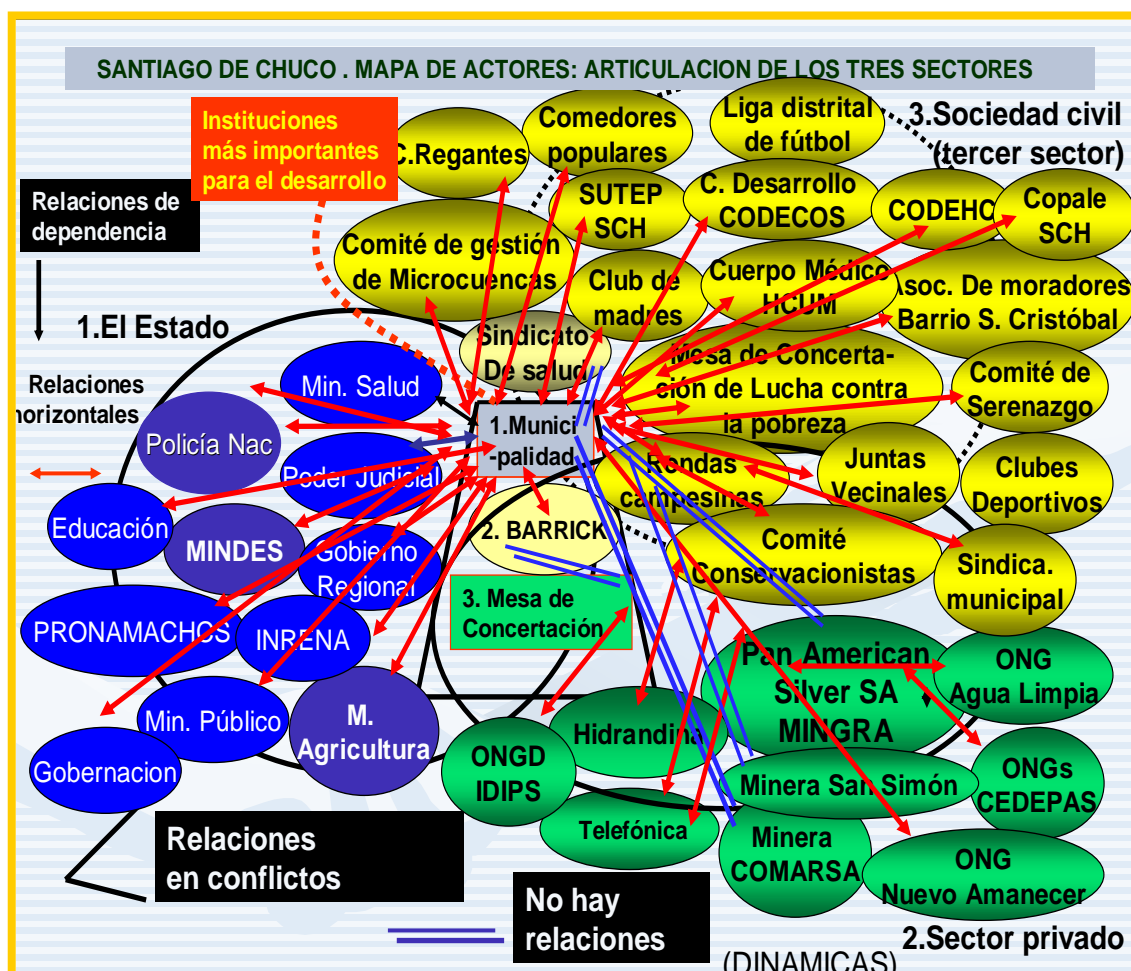 SANTIAGO DE CHUCO . MAPA DE ACTORES: ARTICULACION DE LOS TRES SECTORES
Instituciones
más importantes
para el desarrollo
C.Regantes
Comedores
populares
Liga distrital
de fútbol
3.Sociedad civil
(tercer sector)
Relaciones de
dependencia
SUTEP
SCH
C. Desarrollo
CODECOS
CODEHC
Copale
SCH
Comité de gestión
de Microcuencas
Club de
madres
Cuerpo Médico
HCUM
Asoc. De moradores
Barrio S. Cristóbal
1.El Estado
Sindicato
De salud
Mesa de Concerta-
ción de Lucha contra
la pobreza
Comité de
Serenazgo
Relaciones
horizontales
Min. Salud
Policía Nac
1.Munici
-palidad
Poder Judicial
Rondas
campesinas
Juntas
Vecinales
Clubes
Deportivos
Educación
MINDES
Gobierno
Regional
2. BARRICK
Comité
Conservacionistas
Sindica.
municipal
3. Mesa de
Concertación
PRONAMACHOS
INRENA
Pan American
Silver SA
MINGRA
ONG
Agua Limpia
Min. Público
M.
Agricultura
Hidrandina
Gobernacion
ONGD
IDIPS
Minera San Simón
ONGs
CEDEPAS
Telefónica
Minera
COMARSA
ONG
Nuevo Amanecer
Relaciones
en conflictos
No hay
relaciones
2.Sector privado
(DINAMICAS)